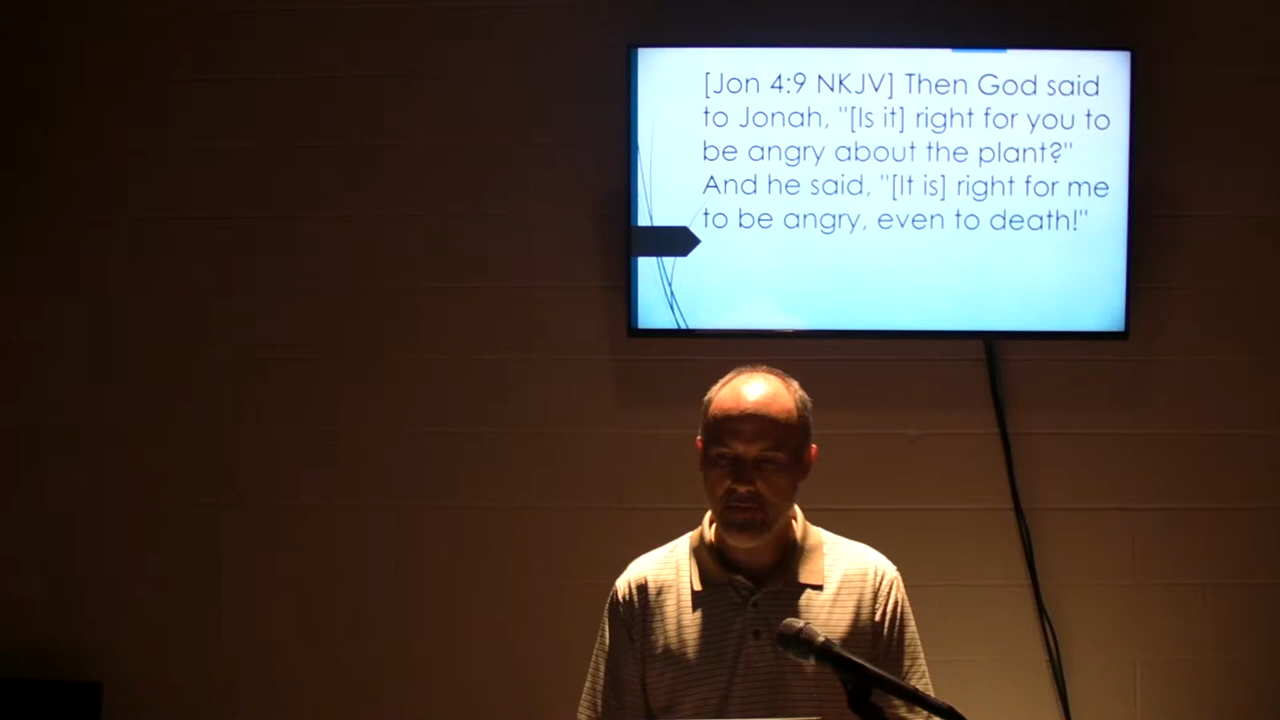 [Jon 4:9 NKJV] Then God said
to Jonah, "[Is it] right for you to
be angry about the plant?"
And he said, "[It is] right for me
to be angry, even to death!"